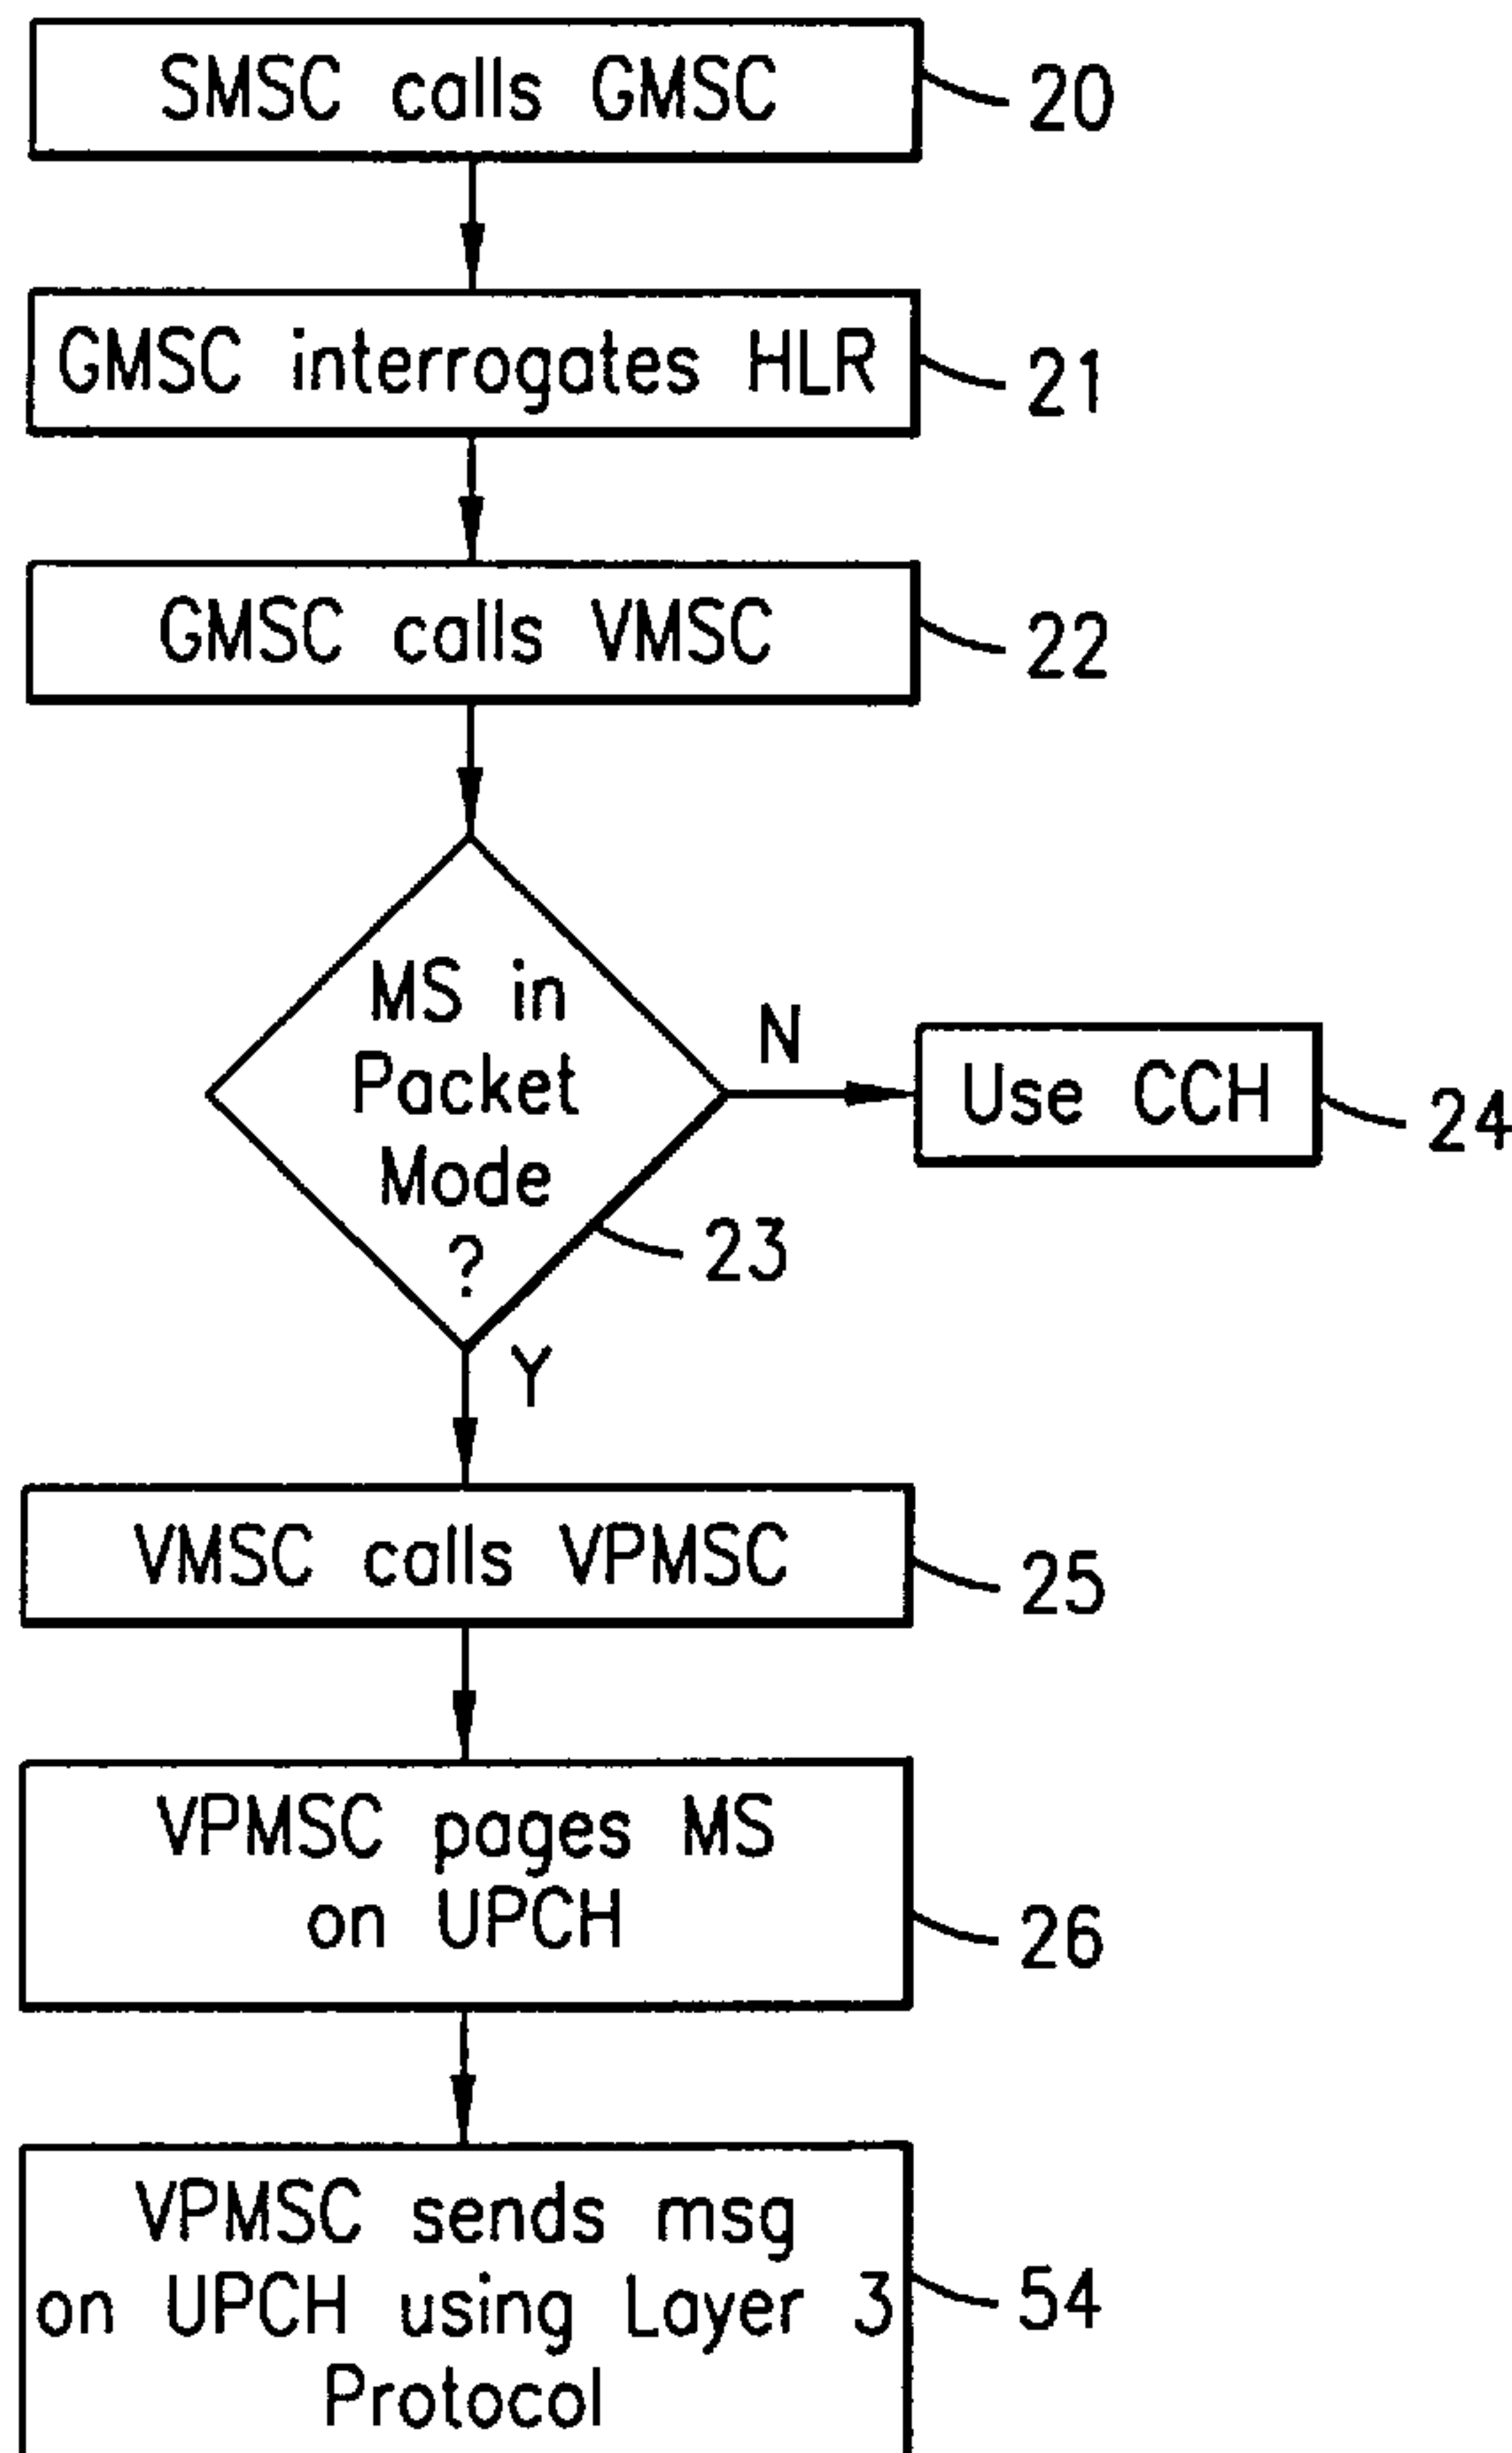 SMSC calls GMSC
20
GMSC interrogates HLR
21
GMSC calls VMSC
22
MS in
Packet
Mode
?
23
N
Use CCH
24
Y
VMSC calls VPMSC
25
VPMSC pages MS
on UPCH
26
VPMSC sends msg
on UPCH using Layer 3
Protocol
54